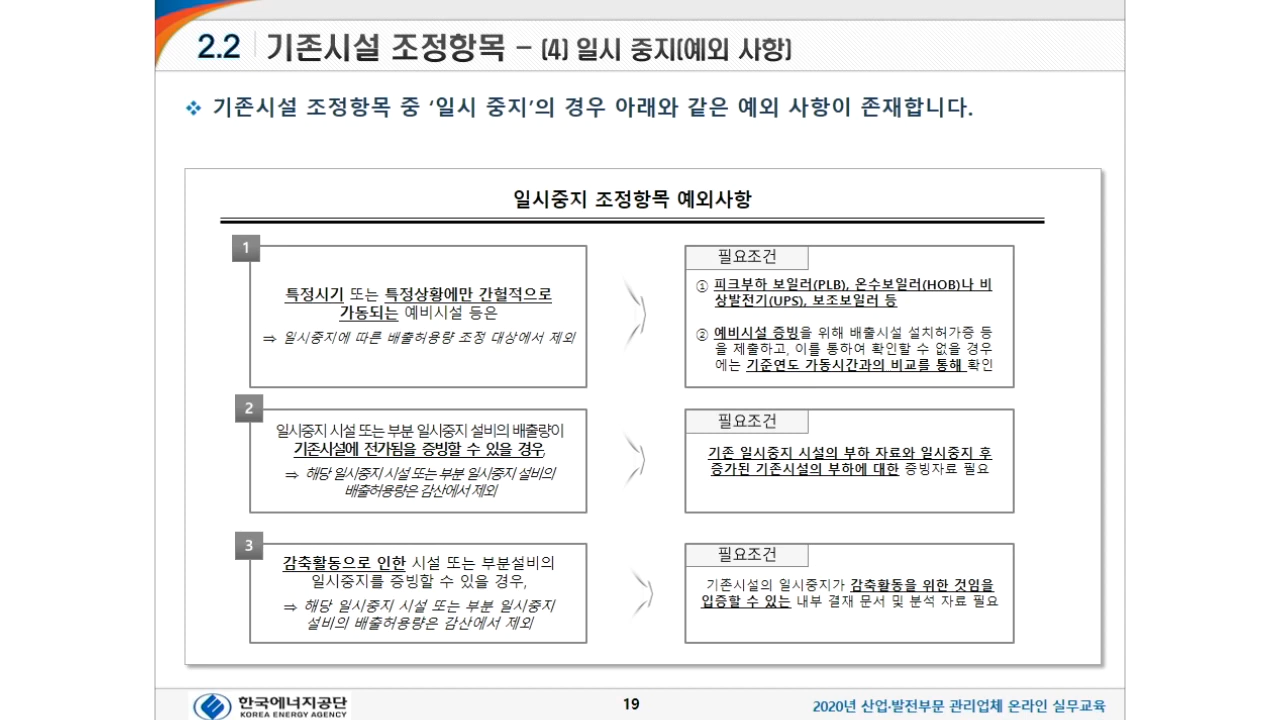 2.2 기존시설 조정항목 – (4) 일시 중지(예외 사항)
❖ 기존시설 조정항목 중 ‘일시 중지’의 경우 아래와 같은 예외 사항이 존재합니다.
일시중지 조정항목 예외사항
1
특정시기 또는 특정상황에만 간헐적으로
가동되는 예비시설 등은
⇒ 일시중지에 따른 배출허용량 조정 대상에서 제외
필요조건
① 피크부하 보일러(PLB), 온수보일러(HOB)나 비
상발전기(UPS), 보조보일러 등
② 예비시설 증빙을 위해 배출시설 설치허가증 등
을 제출하고, 이를 통하여 확인할 수 없을 경우
에는 기준연도 가동시간과의 비교를 통해 확인
2
일시중지 시설 또는 부분 일시중지 설비의 배출량이
기존시설에 전가됨을 증빙할 수 있을 경우,
⇒ 해당 일시중지 시설 또는 부분 일시중지 설비의
배출허용량은 감산에서 제외
필요조건
기존 일시중지 시설의 부하 자료와 일시중지 후
증가된 기존시설의 부하에 대한 증빙자료 필요
3
감축활동으로 인한 시설 또는 부분설비의
일시중지를 증빙할 수 있을 경우,
⇒ 해당 일시중지 시설 또는 부분 일시중지
설비의 배출허용량은 감산에서 제외
필요조건
기존시설의 일시중지가 감축활동을 위한 것임을
입증할 수 있는 내부 결재 문서 및 분석 자료 필요
한국에너지공단
KOREA ENERGY AGENCY
19
2020년 산업·발전부문 관리업체 온라인 실무교육